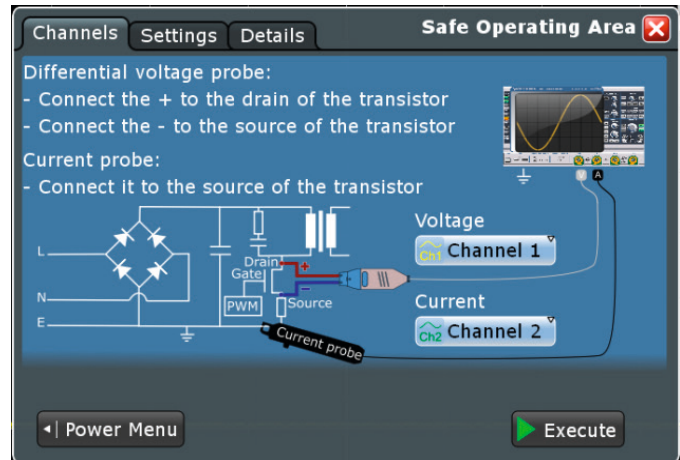 Channels Settings Details Safe Operating Area
Differential voltage probe:
- Connect the + to the drain of the transistor
- Connect the - to the source of the transistor
Current probe:
- Connect it to the source of the transistor
V A
Voltage
Ch1 Channel 1
L
Drain +
Gate
N
PWM Source
-
Current
Ch2 Channel 2
E
Current probe
Power Menu Execute